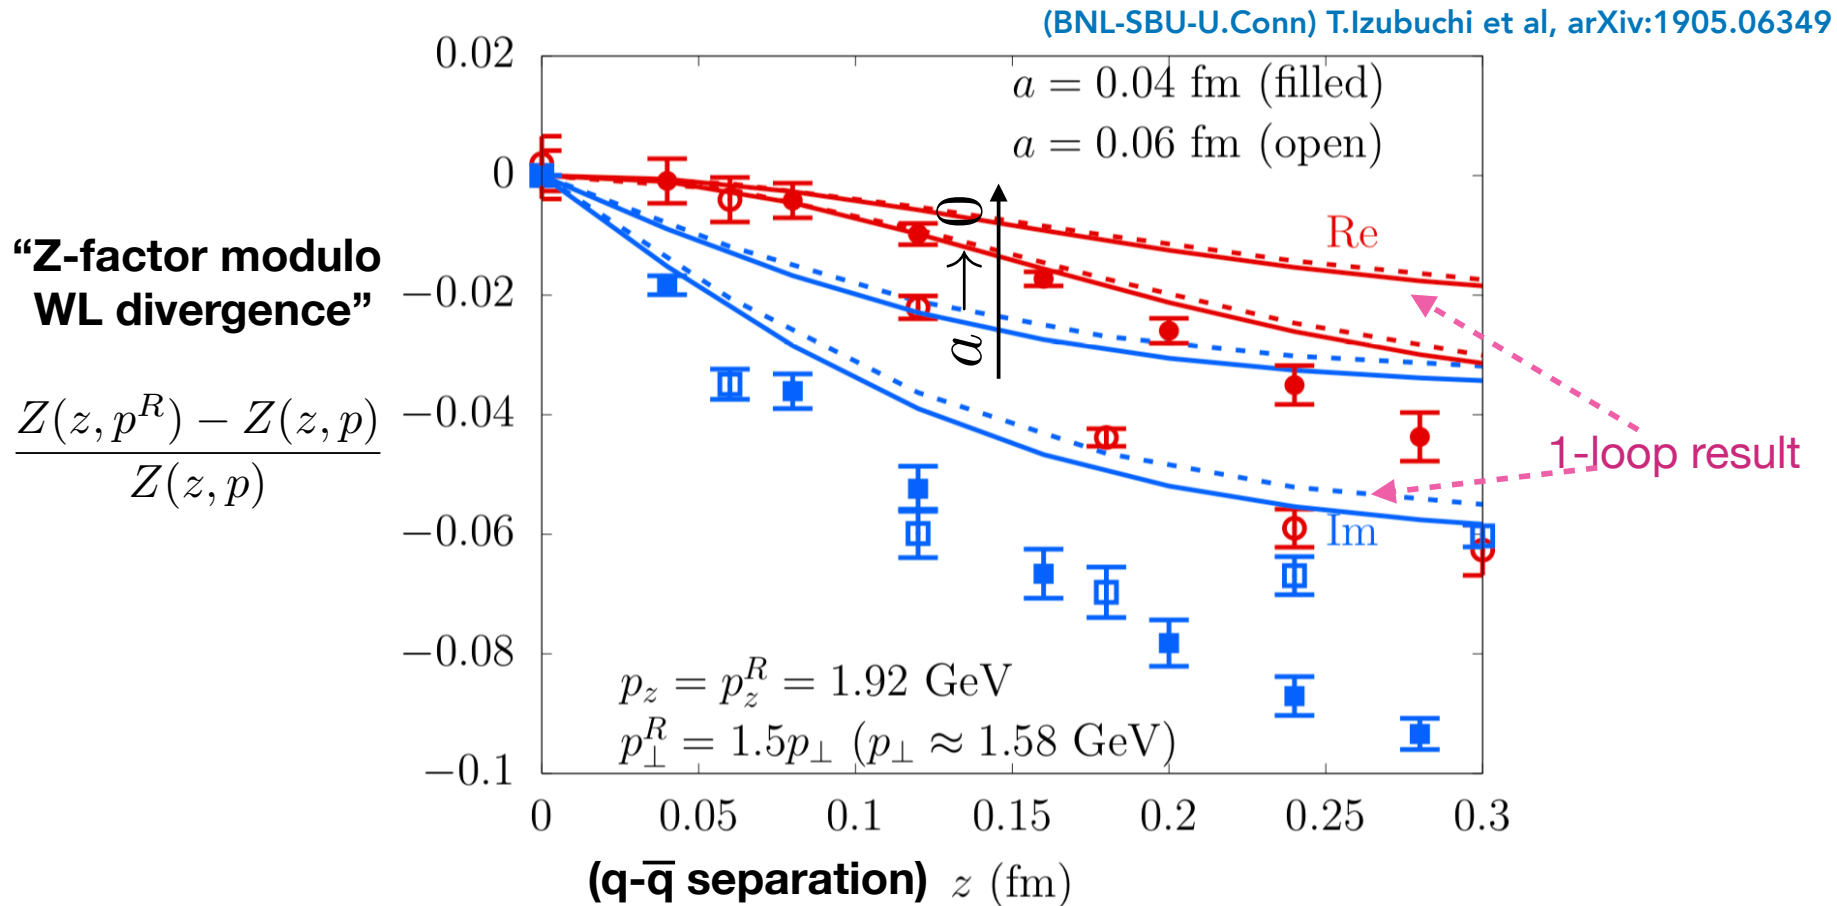 (BNL-SBU-U.Conn) T.Izubuchi et al, arXiv:1905.06349
0.02
0
−0.02
−0.04
−0.06
−0.08
−0.1
“Z-factor modulo
WL divergence”
Z(z, p^R) − Z(z, p)
Z(z, p)
a = 0.04 fm (filled)
a = 0.06 fm (open)
a → 0
Re
1-loop result
Im
p_z = p_z^R = 1.92 GeV
p_⊥^R = 1.5p_⊥ (p_⊥ ≈ 1.58 GeV)
0 0.05 0.1 0.15 0.2 0.25 0.3
(q-q̅ separation) z (fm)